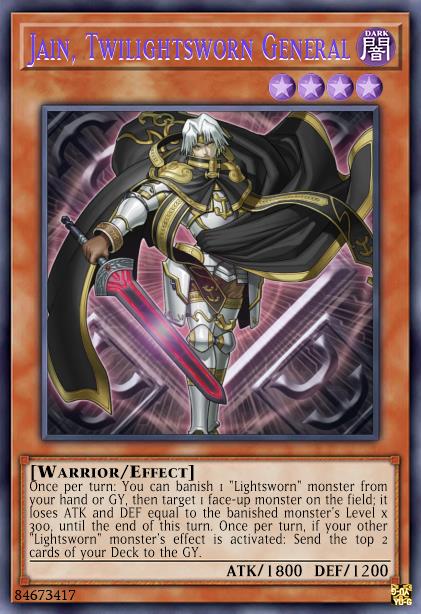 Jain, Twilightsworn General
DARK
闇
[Warrior/Effect]
Once per turn: You can banish 1 "Lightsworn" monster from
your hand or GY, then target 1 face-up monster on the field; it
loses ATK and DEF equal to the banished monster's Level x
300, until the end of this turn. Once per turn, if your other
"Lightsworn" monster's effect is activated: Send the top 2
cards of your Deck to the GY.
ATK/1800 DEF/1200
84673417